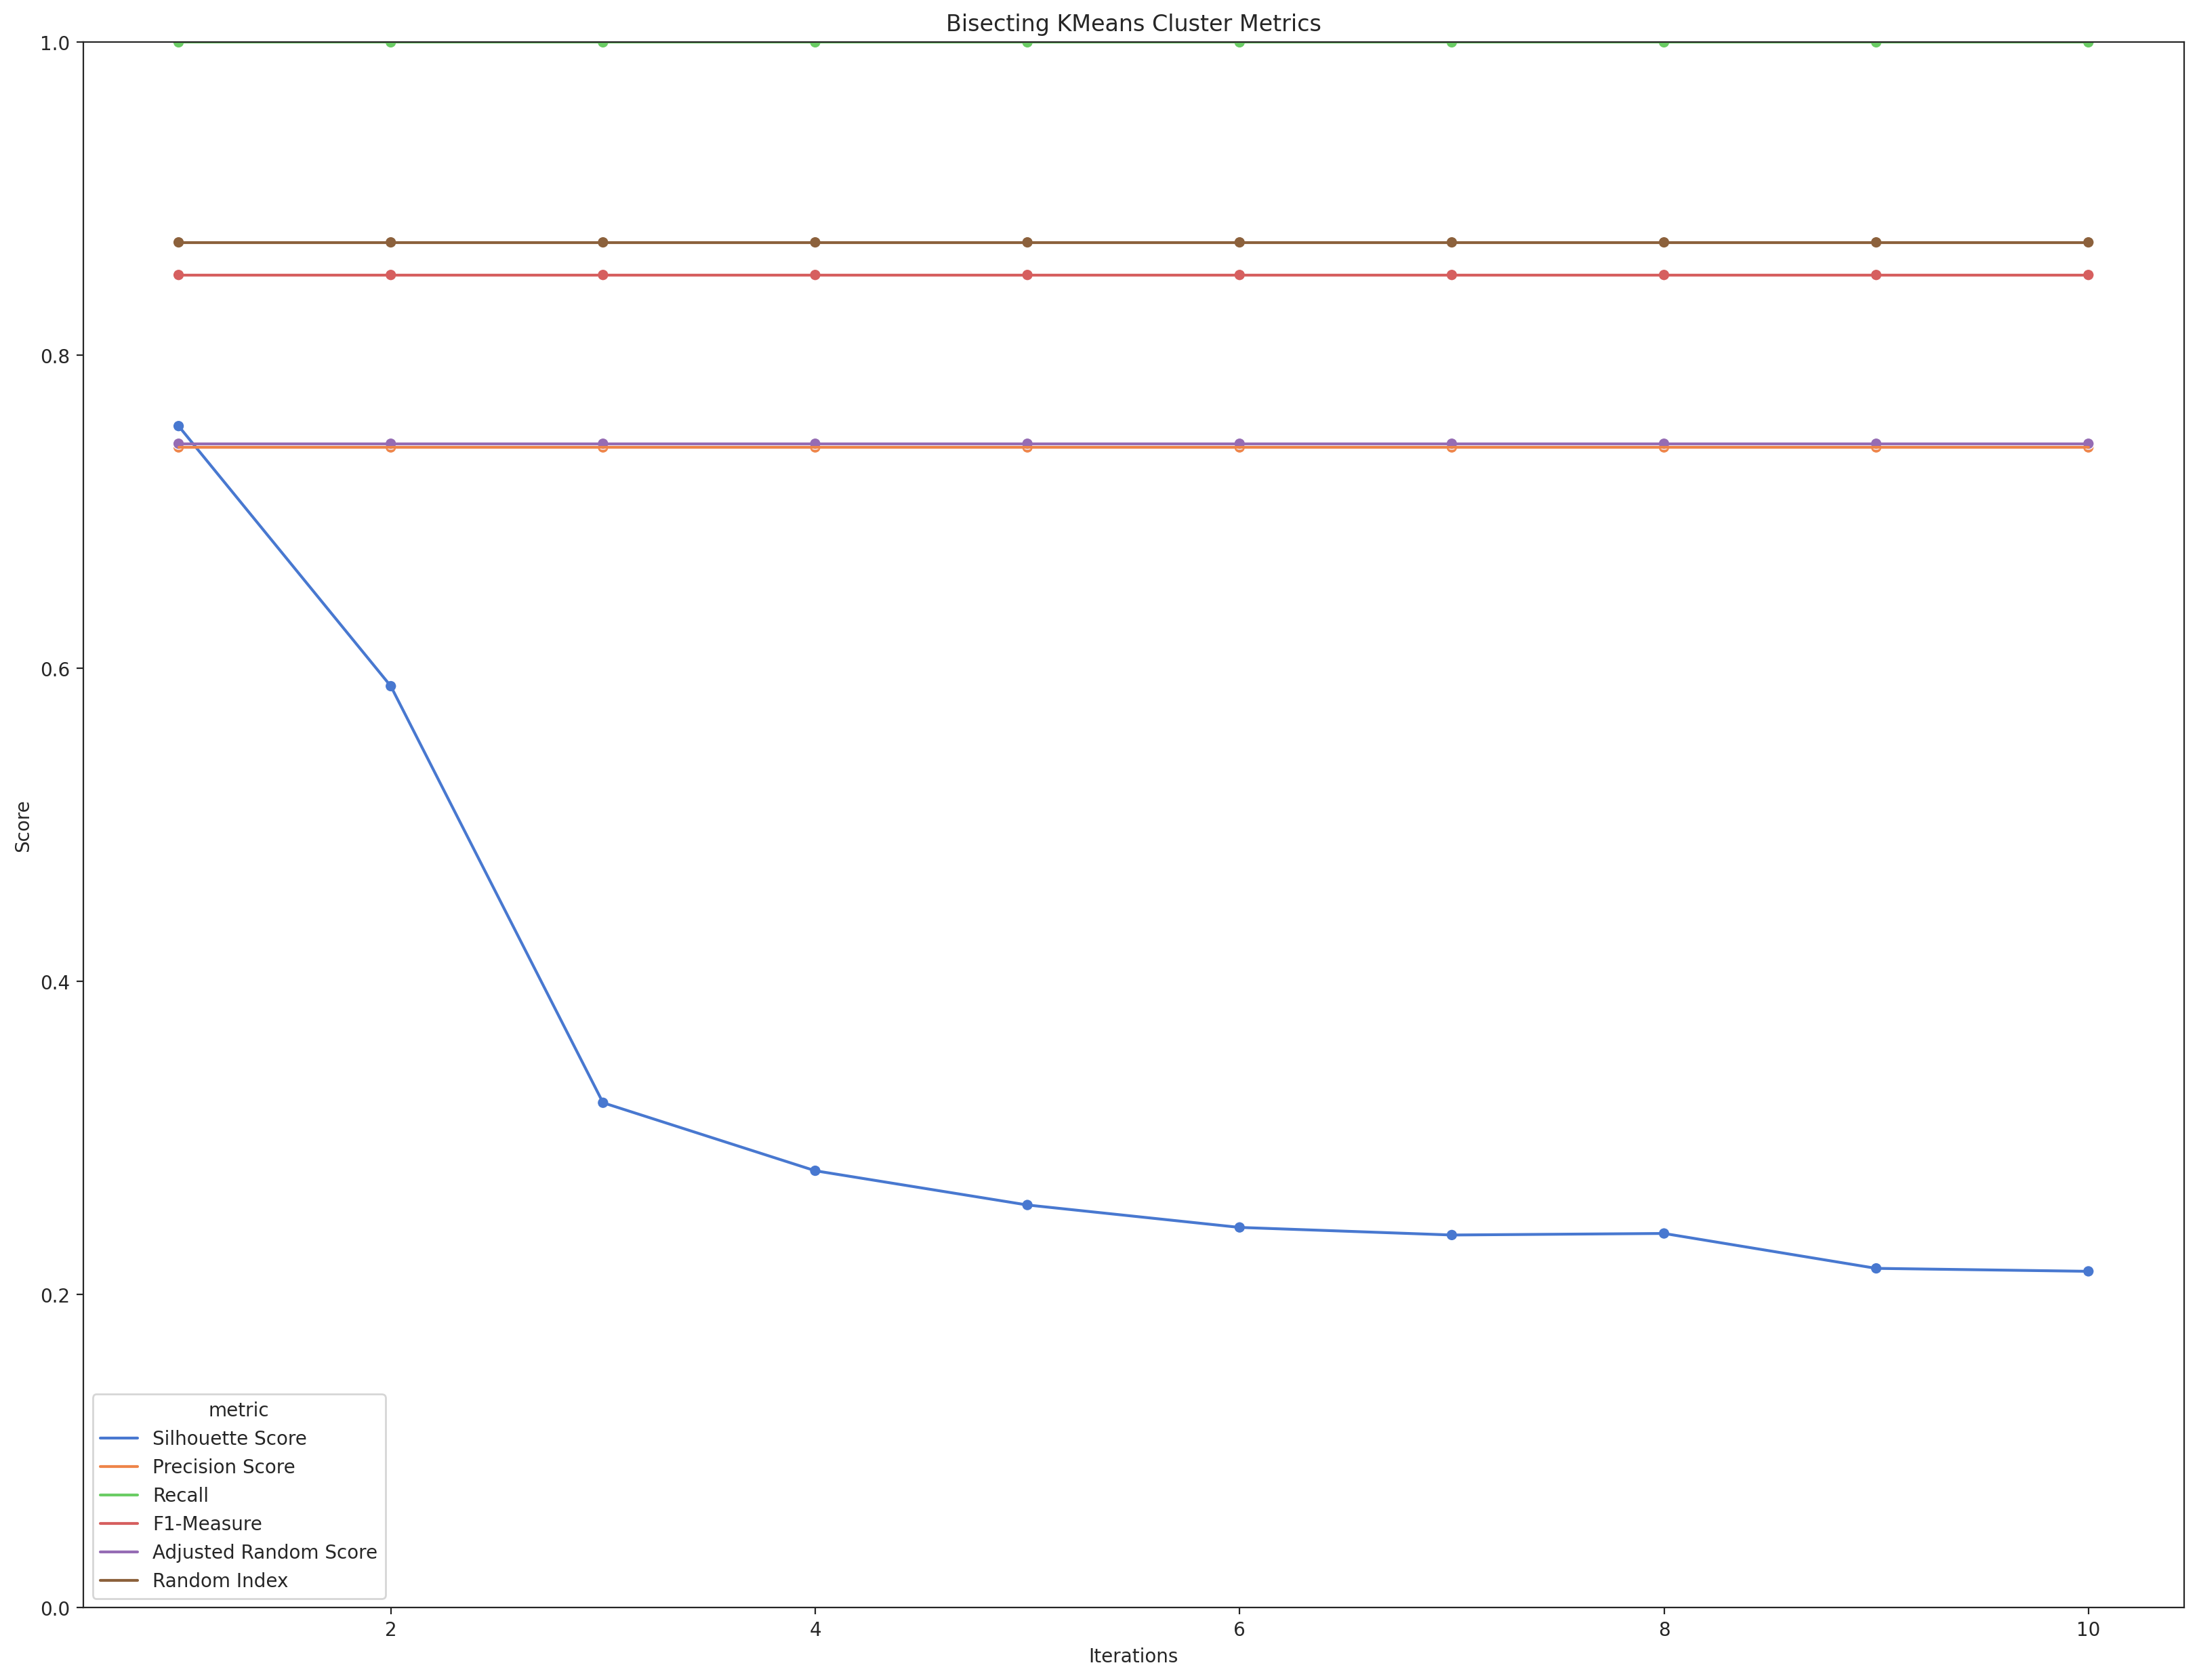 Bisecting KMeans Cluster Metrics
1.0
0.8
0.6
0.4
0.2
0.0
Score
metric
Silhouette Score
Precision Score
Recall
F1-Measure
Adjusted Random Score
Random Index
2 4 6 8 10
Iterations